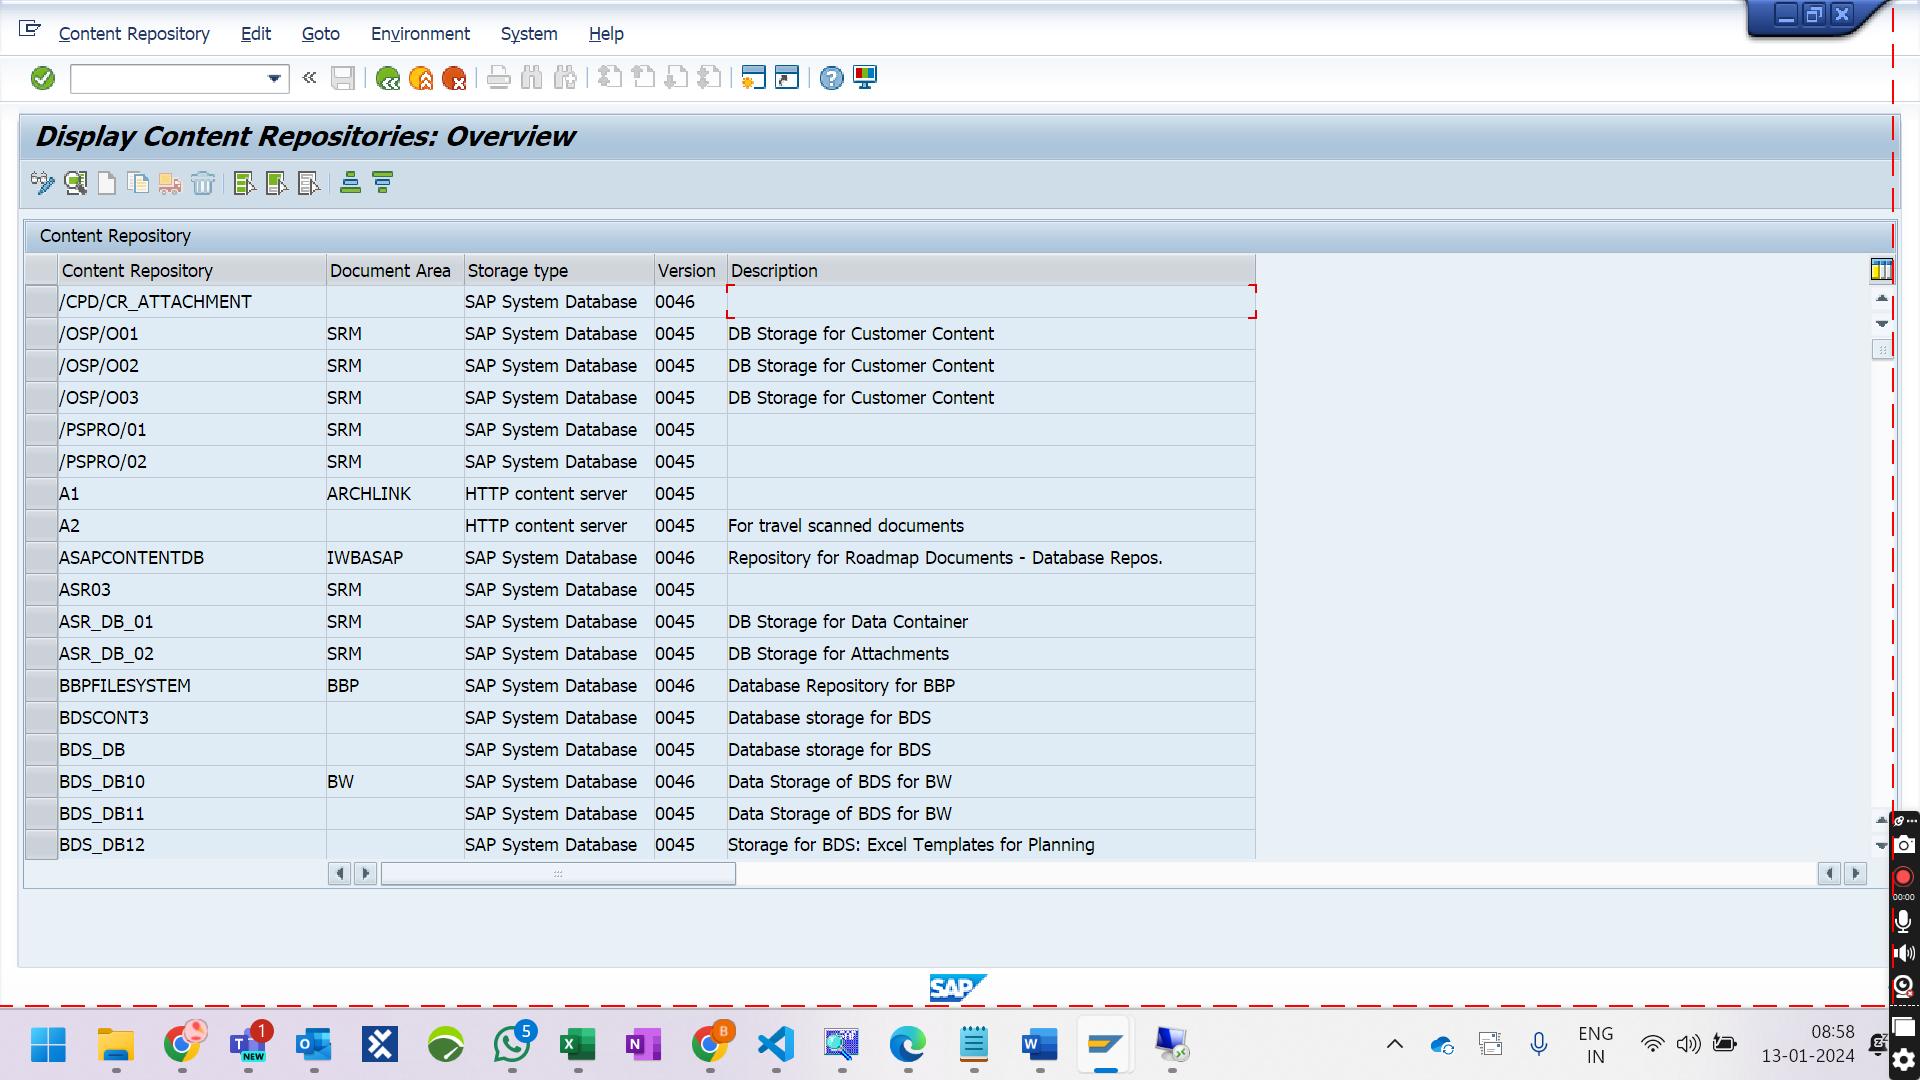 Content Repository Edit Goto Environment System Help
Display Content Repositories: Overview
Content Repository
Content Repository Document Area Storage type Version Description
/CPD/CR_ATTACHMENT SAP System Database 0046
/OSP/O01 SRM SAP System Database 0045 DB Storage for Customer Content
/OSP/O02 SRM SAP System Database 0045 DB Storage for Customer Content
/OSP/O03 SRM SAP System Database 0045 DB Storage for Customer Content
/PSPRO/01 SRM SAP System Database 0045
/PSPRO/02 SRM SAP System Database 0045
A1 ARCHLINK HTTP content server 0045
A2 HTTP content server 0045 For travel scanned documents
ASAPCONTENTDB IWBASAP SAP System Database 0046 Repository for Roadmap Documents - Database Repos.
ASR03 SRM SAP System Database 0045
ASR_DB_01 SRM SAP System Database 0045 DB Storage for Data Container
ASR_DB_02 SRM SAP System Database 0045 DB Storage for Attachments
BBPFILESYSTEM BBP SAP System Database 0046 Database Repository for BBP
BDSCONT3 SAP System Database 0045 Database storage for BDS
BDS_DB SAP System Database 0045 Database storage for BDS
BDS_DB10 BW SAP System Database 0046 Data Storage of BDS for BW
BDS_DB11 SAP System Database 0045 Data Storage of BDS for BW
BDS_DB12 SAP System Database 0045 Storage for BDS: Excel Templates for Planning
00:00
SAP
1 5 B
T NEW O X N W
ENG 08:58
IN 13-01-2024